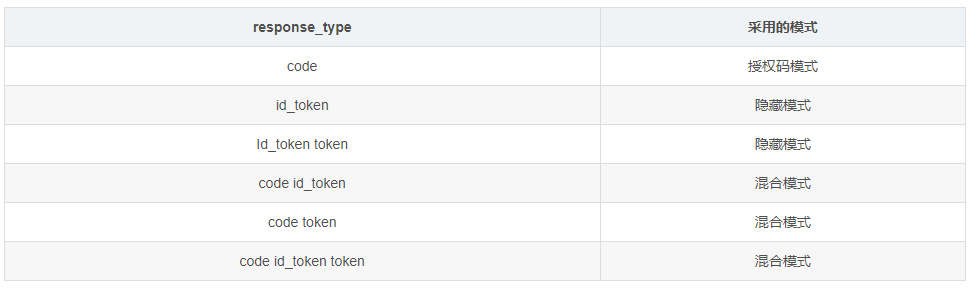 response_type 采用的模式
code 授权码模式
id_token 隐藏模式
Id_token token 隐藏模式
code id_token 混合模式
code token 混合模式
code id_token token 混合模式